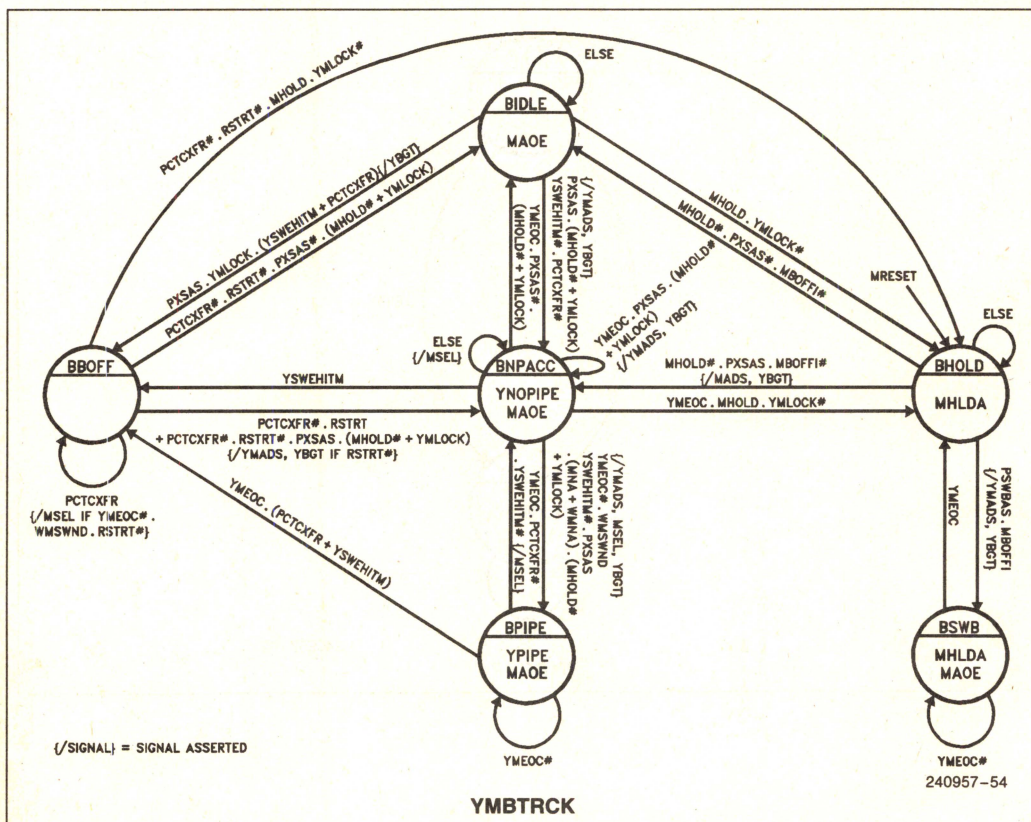 PCTCXFR# . RSTRT# . MHOLD . YMLOCK#
ELSE
BIDLE
MAOE
PXSAS . YMLOCK . (YSWEHITM + PCTCXFR){/YBGT}
PCTCXFR# . RSTRT# . PXSAS# . (MHOLD# + YMLOCK)
YMEOC . PXSAS# .
(MHOLD# + YMLOCK)
{/YMADS, YBGT}
PXSAS . (MHOLD# + YMLOCK)
YSWEHITM# . PCTCXFR#
MHOLD . YMLOCK#
MHOLD# . PXSAS# . MBOFFI#
YMEOC . PXSAS . (MHOLD#
+ YMLOCK)
{/YMADS, YBGT}
MRESET
ELSE
ELSE
{/MSEL}
BBOFF
BNPACC
YNOPIPE
MAOE
BHOLD
MHLDA
YSWEHITM
MHOLD# . PXSAS . MBOFFI#
{/MADS, YBGT}
YMEOC . MHOLD . YMLOCK#
PCTCXFR# . RSTRT
+ PCTCXFR# . RSTRT# . PXSAS . (MHOLD# + YMLOCK)
{/YMADS, YBGT IF RSTRT#}
PCTCXFR
{/MSEL IF YMEOC# .
WMSWND . RSTRT#}
YMEOC . (PCTCXFR + YSWEHITM)
YMEOC . PCTCXFR#
. YSWEHITM# {/MSEL}
{/YMADS, MSEL, YBGT}
YMEOC# . WMSWND
YSWEHITM# . PXSAS
. (MNA + WMNA) . (MHOLD#
+ YMLOCK)
YMEOC
PSWBAS . MBOFFI
{/YMADS, YBGT}
BPIPE
YPIPE
MAOE
BSWB
MHLDA
MAOE
{/SIGNAL} = SIGNAL ASSERTED
YMEOC#
YMEOC#
240957-54
YMBTRCK